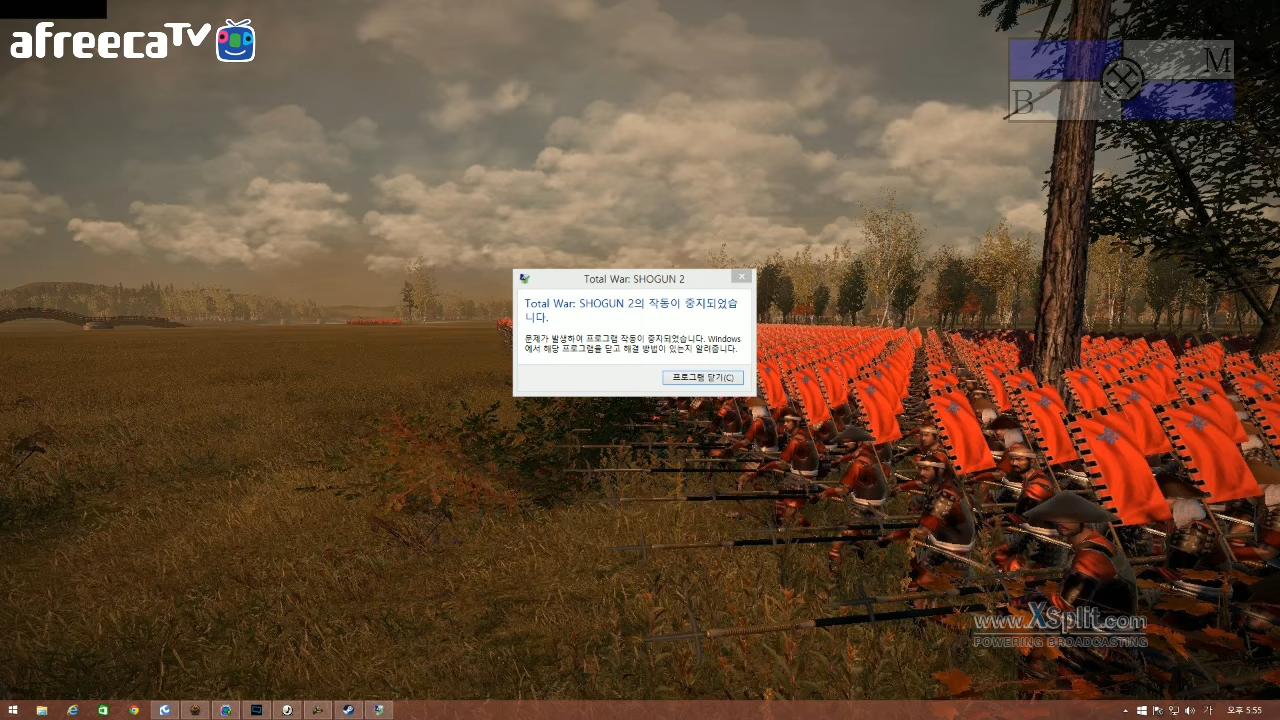 afreecaTV
M
B
Total War: SHOGUN 2
Total War: SHOGUN 2의 작동이 중지되었습
니다.
문제가 발생하여 프로그램 작동이 중지되었습니다. Windows
에서 해당 프로그램을 닫고 해결 방법이 있는지 알려줍니다.
프로그램 닫기(C)
www.XSplit.com
POWERING BROADCASTING
가
오후 5:55